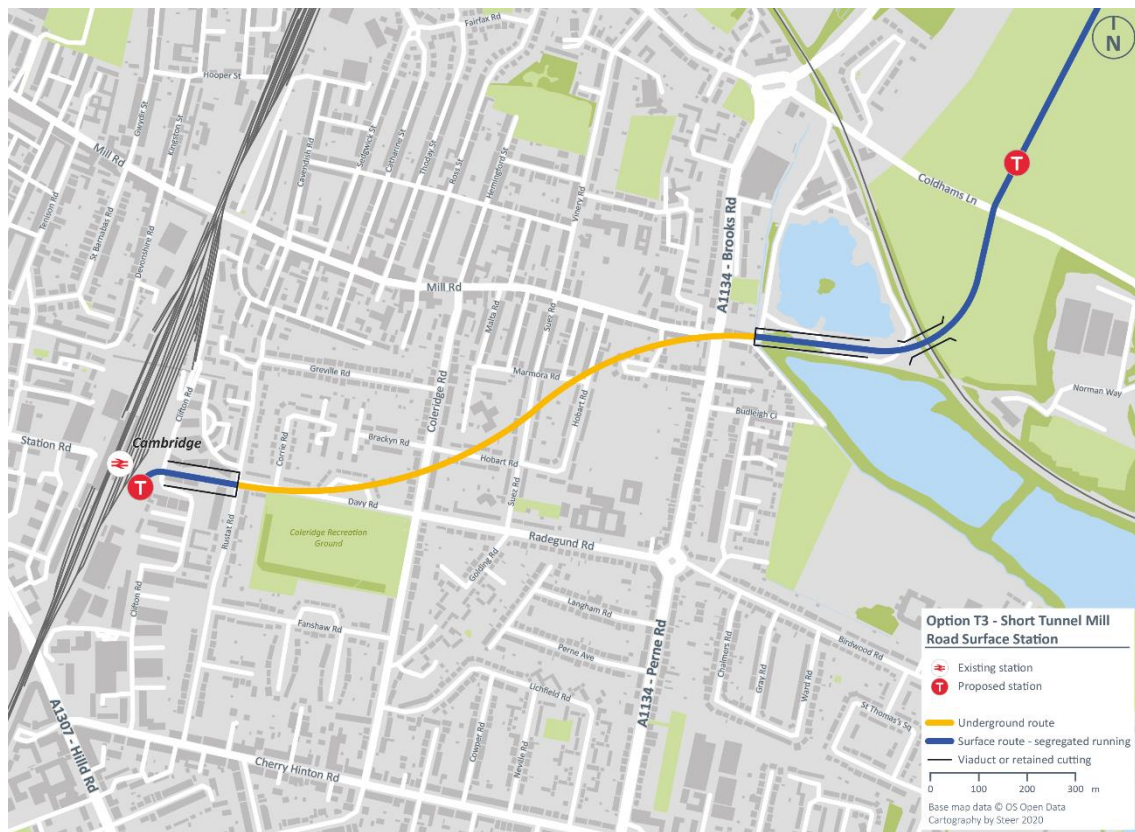 Fairfax Rd
N
Hooper St
Gwydir St
Kingston St
Mill Rd
Cavendish Rd
Sedgwick St
Catharine St
Thoday St
Ross St
Hemingford St
Vinery Rd
Coldhams Ln
T
Tenison Rd
St Barnabas Rd
Devonshire Rd
A1134 - Brooks Rd
Mill Rd
Malta Rd
Suez Rd
Greville Rd
Marmora Rd
Hobart Rd
Clifton Rd
Coleridge Rd
Norman Way
Budleigh Cl
Station Rd
Cambridge
Corrie Rd
Brackyn Rd
Hobart Rd
T
Suez Rd
Davy Rd
Rustat Rd
Coleridge Recreation
Ground
Radegund Rd
Golding Rd
Clifton Rd
Langham Rd
Fanshaw Rd
Perne Ave
Birdwood Rd
Chalmers Rd
Gray Rd
Ward Rd
Lichfield Rd
A1134 - Perne Rd
St Thomas's Sq
A1307 - Hilld Rd
Cowper Rd
Neville Rd
Cherry Hinton Rd
Option T3 - Short Tunnel Mill
Road Surface Station
Existing station
T Proposed station
Underground route
Surface route - segregated running
Viaduct or retained cutting
0 100 200 300 m
Base map data © OS Open Data
Cartography by Steer 2020